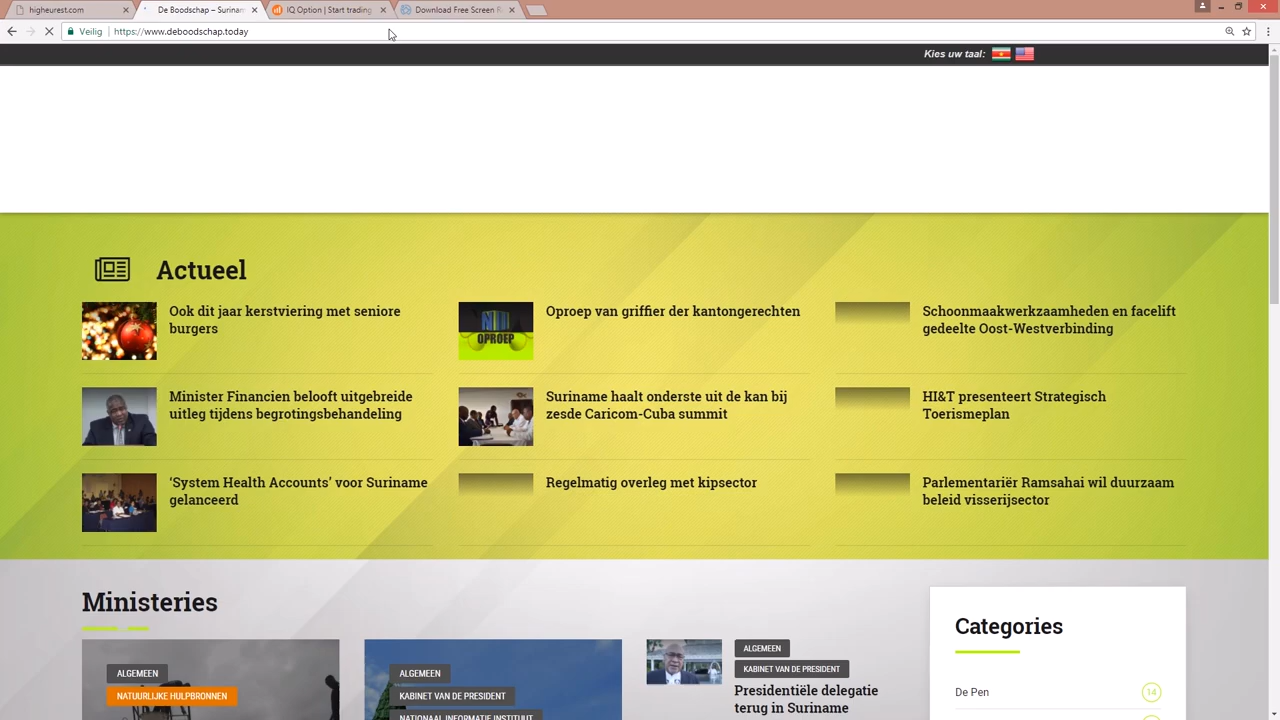 higheurest.com
De Boodschap – Surinam
IQ Option | Start trading
Download Free Screen R
Veilig
https://www.deboodschap.today
Kies uw taal:
Actueel
Ook dit jaar kerstviering met seniore
burgers
OPROEP
Oproep van griffier der kantongerechten
Schoonmaakwerkzaamheden en facelift
gedeelte Oost-Westverbinding
Minister Financien belooft uitgebreide
uitleg tijdens begrotingsbehandeling
Suriname haalt onderste uit de kan bij
zesde Caricom-Cuba summit
HI&T presenteert Strategisch
Toerismeplan
‘System Health Accounts’ voor Suriname
gelanceerd
Regelmatig overleg met kipsector
Parlementariër Ramsahai wil duurzaam
beleid visserijsector
Ministeries
ALGEMEEN
NATUURLIJKE HULPBRONNEN
ALGEMEEN
KABINET VAN DE PRESIDENT
NATIONAAL INFORMATIE INSTITUUT
ALGEMEEN
KABINET VAN DE PRESIDENT
Presidentiële delegatie
terug in Suriname
Categories
De Pen
14